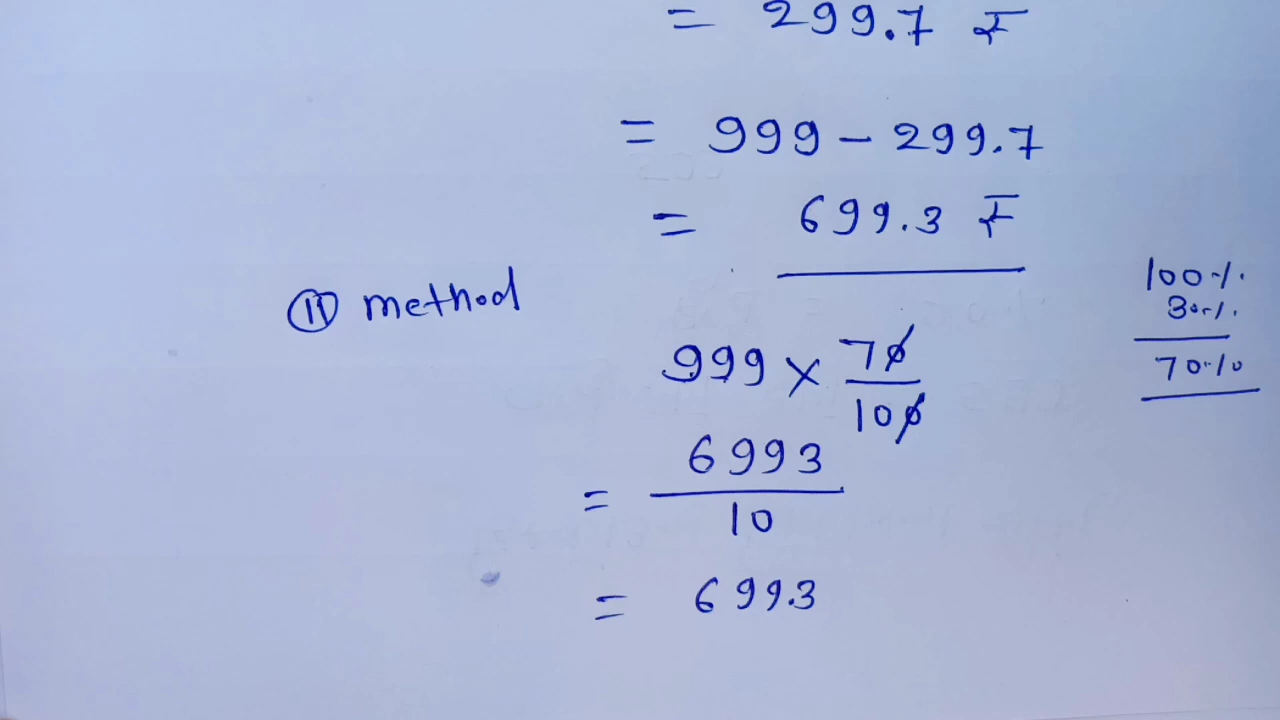 = 299.7 ₹
= 999 - 299.7
= 699.3 ₹
100%
30%
70%
(II) method
999 × 70/100
= 6993/10
= 699.3